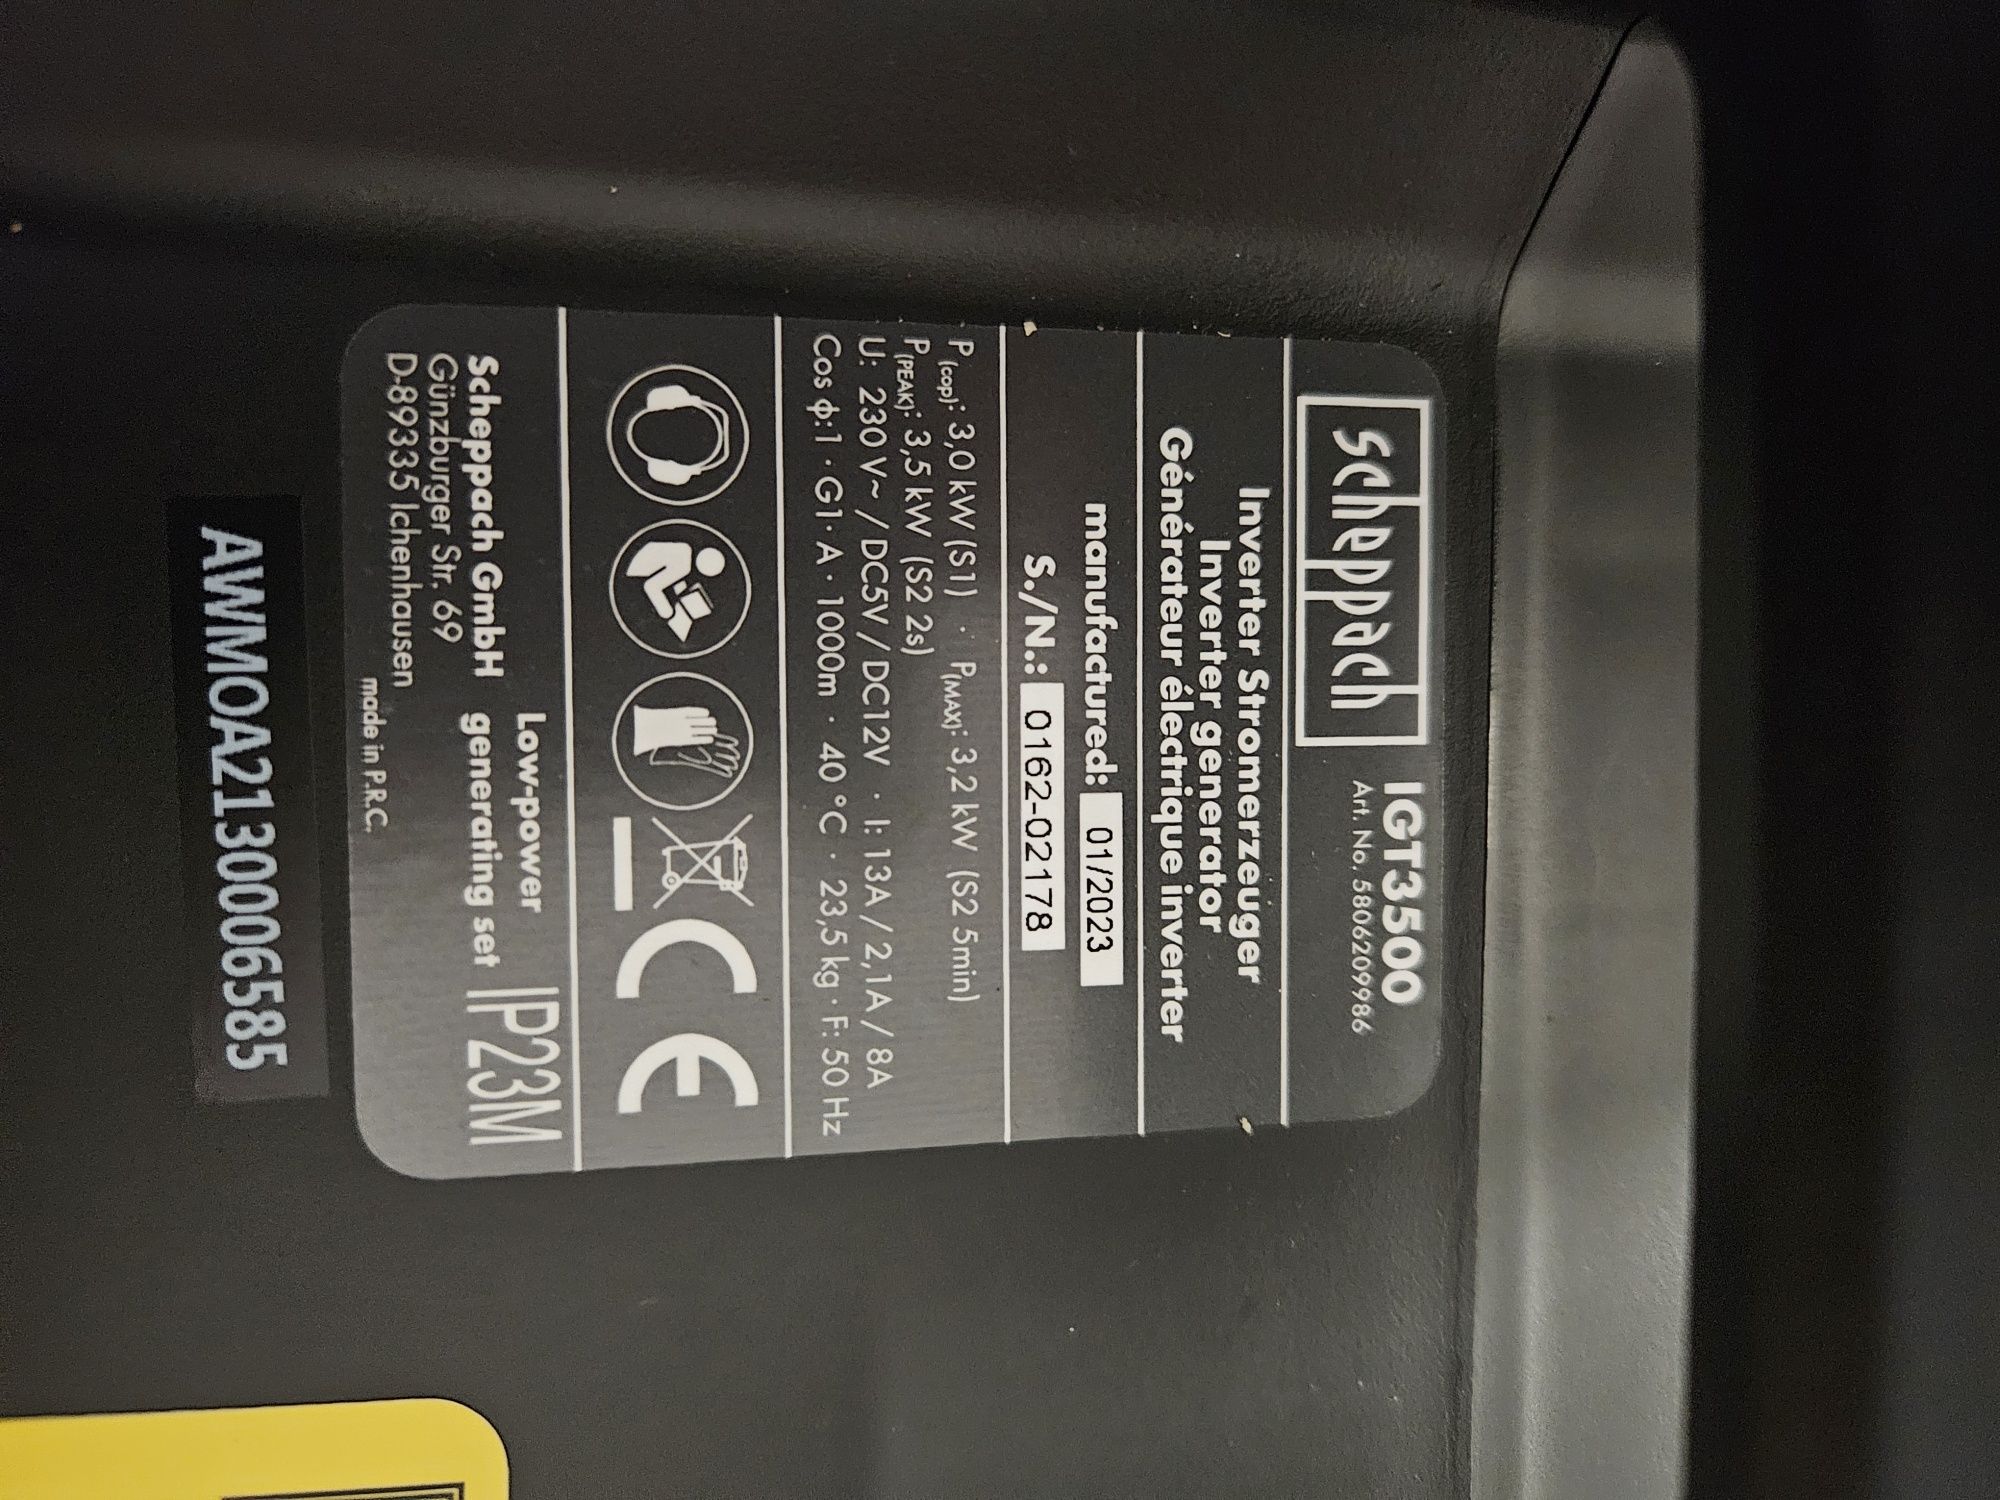 scheppach
IGT3500
Art. No. 5806209986
Inverter Stromerzeuger
Inverter generator
Générateur électrique inverter
manufactured: 01/2023
S./N.: 0162-02178
P(cop): 3,0 kW (S1) · P(MAX): 3,2 kW (S2 5min)
P(PEAK): 3,5 kW (S2 2s)
U: 230V~ / DC5V / DC12V · I: 13A / 2,1A / 8A
Cos ϕ:1 · G1· A · 1000m · 40 °C · 23,5 kg · F: 50 Hz
CE
Scheppach GmbH
Günzburger Str. 69
D-89335 Ichenhausen
Low-power
generating set
IP23M
made in P.R.C.
AWMOA2130006585